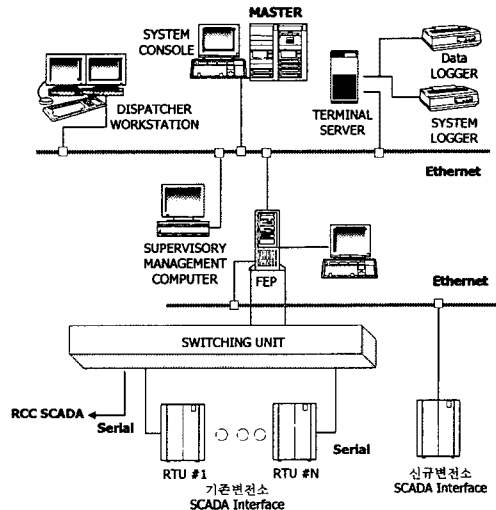 MASTER
SYSTEM
CONSOLE
DISPATCHER
WORKSTATION
TERMINAL
SERVER
Data
LOGGER
SYSTEM
LOGGER
Ethernet
SUPERVISORY
MANAGEMENT
COMPUTER
FEP
Ethernet
SWITCHING UNIT
RCC SCADA
Serial
Serial
RTU #1
RTU #N
기존변전소
SCADA Interface
신규변전소
SCADA Interface